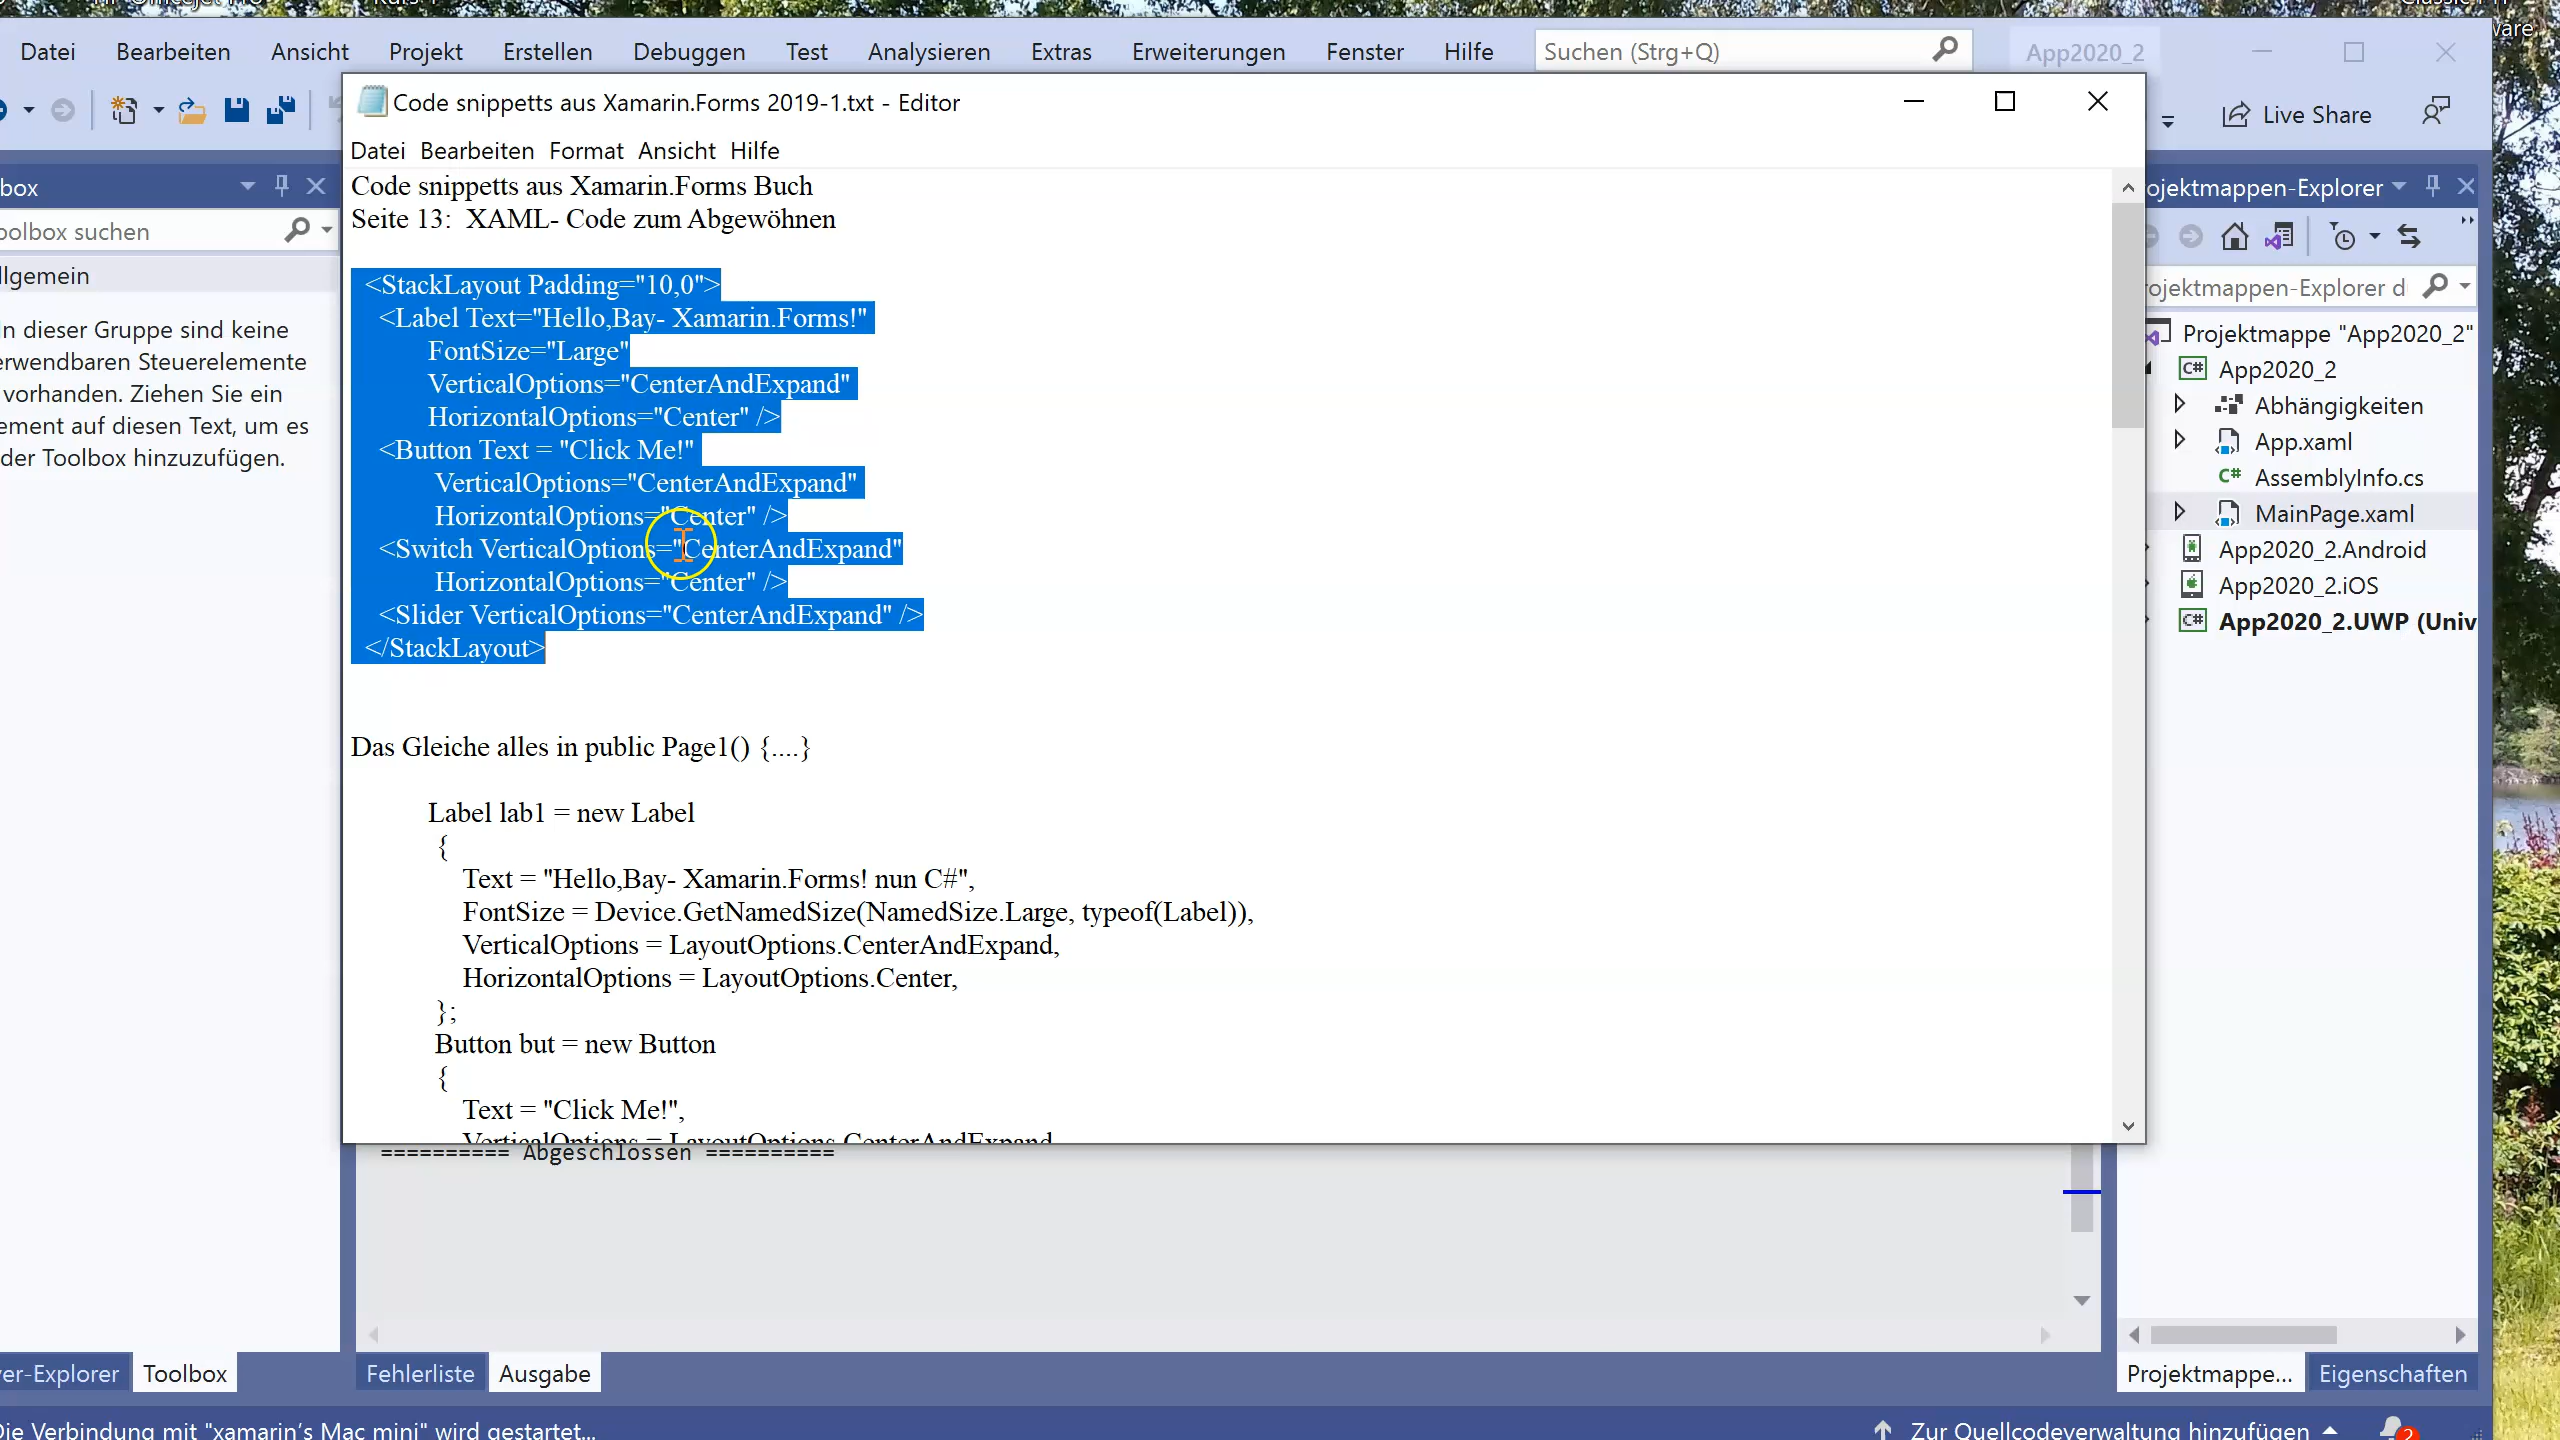 Datei Bearbeiten Ansicht Projekt Erstellen Debuggen Test Analysieren Extras Erweiterungen Fenster Hilfe Suchen (Strg+Q) App2020_2
Live Share
Code snippetts aus Xamarin.Forms 2019-1.txt - Editor
Datei Bearbeiten Format Ansicht Hilfe
Code snippetts aus Xamarin.Forms Buch
Seite 13:  XAML- Code zum Abgewöhnen
<StackLayout Padding="10,0">
<Label Text="Hello,Bay- Xamarin.Forms!"
FontSize="Large"
VerticalOptions="CenterAndExpand"
HorizontalOptions="Center" />
<Button Text = "Click Me!"
VerticalOptions="CenterAndExpand"
HorizontalOptions="Center" />
<Switch VerticalOptions="CenterAndExpand"
HorizontalOptions="Center" />
<Slider VerticalOptions="CenterAndExpand" />
</StackLayout>
Das Gleiche alles in public Page1() {....}
Label lab1 = new Label
{
Text = "Hello,Bay- Xamarin.Forms! nun C#",
FontSize = Device.GetNamedSize(NamedSize.Large, typeof(Label)),
VerticalOptions = LayoutOptions.CenterAndExpand,
HorizontalOptions = LayoutOptions.Center,
};
Button but = new Button
{
Text = "Click Me!",
VerticalOptions = LayoutOptions.CenterAndExpand
========== Abgeschlossen ==========
box
oolbox suchen
llgemein
In dieser Gruppe sind keine
erwendbaren Steuerelemente
vorhanden. Ziehen Sie ein
ement auf diesen Text, um es
der Toolbox hinzuzufügen.
ojektmappen-Explorer
ojektmappen-Explorer d
Projektmappe "App2020_2"
C# App2020_2
Abhängigkeiten
App.xaml
C# AssemblyInfo.cs
MainPage.xaml
App2020_2.Android
App2020_2.iOS
C# App2020_2.UWP (Univ
er-Explorer Toolbox
Fehlerliste Ausgabe
Projektmappe... Eigenschaften
Die Verbindung mit "xamarin's Mac mini" wird gestartet...
Zur Quellcodeverwaltung hinzufügen
2